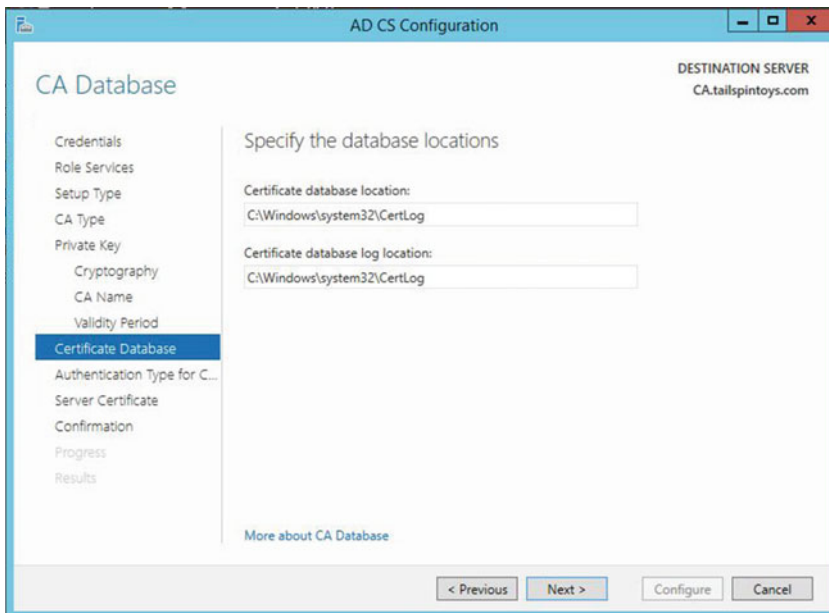 AD CS Configuration
CA Database
DESTINATION SERVER
CA.tailspintoys.com
Credentials
Role Services
Setup Type
CA Type
Private Key
Cryptography
CA Name
Validity Period
Certificate Database
Authentication Type for C...
Server Certificate
Confirmation
Progress
Results
Specify the database locations
Certificate database location:
C:\Windows\system32\CertLog
Certificate database log location:
C:\Windows\system32\CertLog
More about CA Database
< Previous
Next >
Configure
Cancel